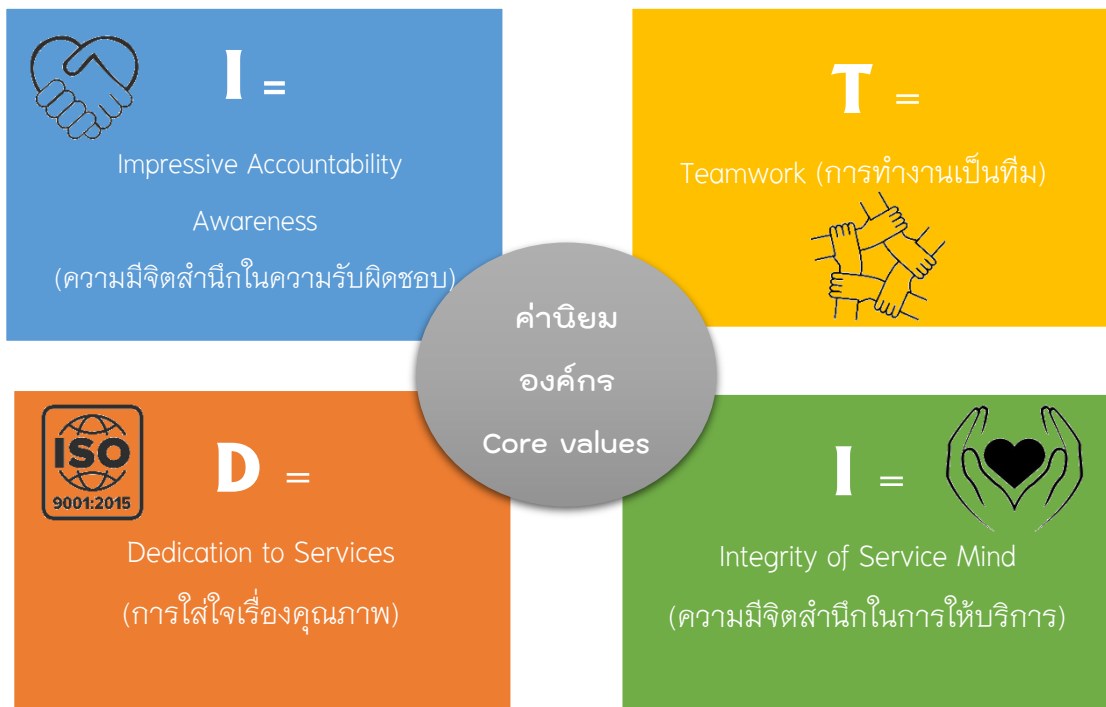 I =
Impressive Accountability
Awareness
(ความมีจิตสำนึกในความรับผิดชอบ)
T =
Teamwork (การทำงานเป็นทีม)
ค่านิยม
องค์กร
Core values
ISO
9001:2015
D =
Dedication to Services
(การใส่ใจเรื่องคุณภาพ)
I =
Integrity of Service Mind
(ความมีจิตสำนึกในการให้บริการ)